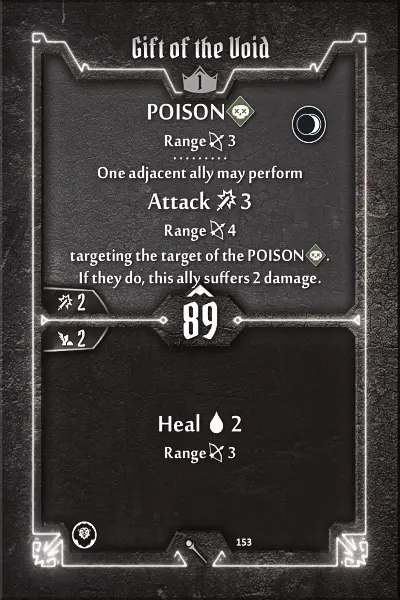 Gift of the Void
1
POISON
Range 3
One adjacent ally may perform
Attack 3
Range 4
targeting the target of the POISON.
If they do, this ally suffers 2 damage.
2
89
2
Heal 2
Range 3
153